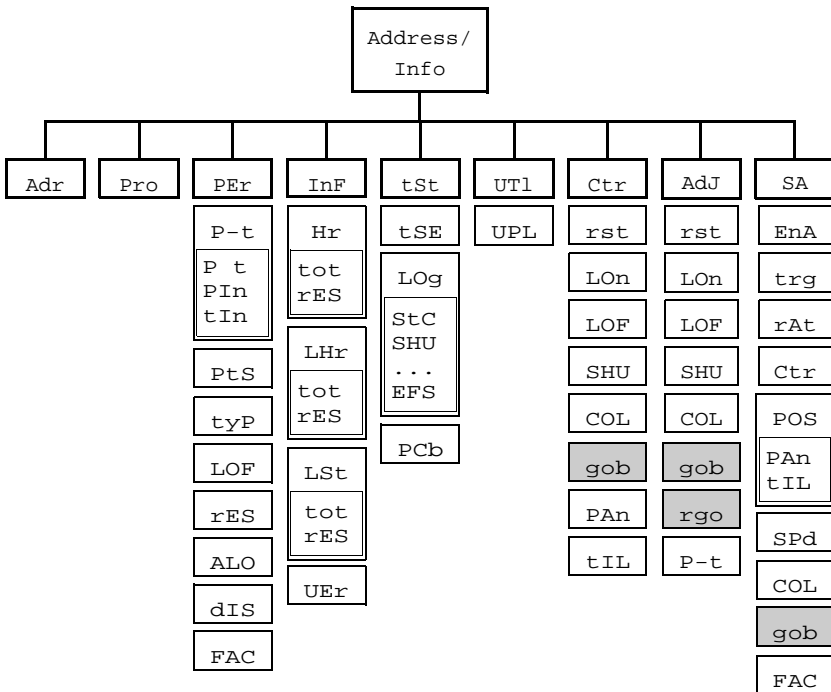 Address/
Info
Adr
Pro
PEr
InF
tSt
UTl
Ctr
AdJ
SA
P-t
P t
PIn
tIn
PtS
tyP
LOF
rES
ALO
dIS
FAC
Hr
tot
rES
LHr
tot
rES
LSt
tot
rES
UEr
tSE
LOg
StC
SHU
...
EFS
PCb
UPL
rst
LOn
LOF
SHU
COL
gob
PAn
tIL
rst
LOn
LOF
SHU
COL
gob
rgo
P-t
EnA
trg
rAt
Ctr
POS
PAn
tIL
SPd
COL
gob
FAC